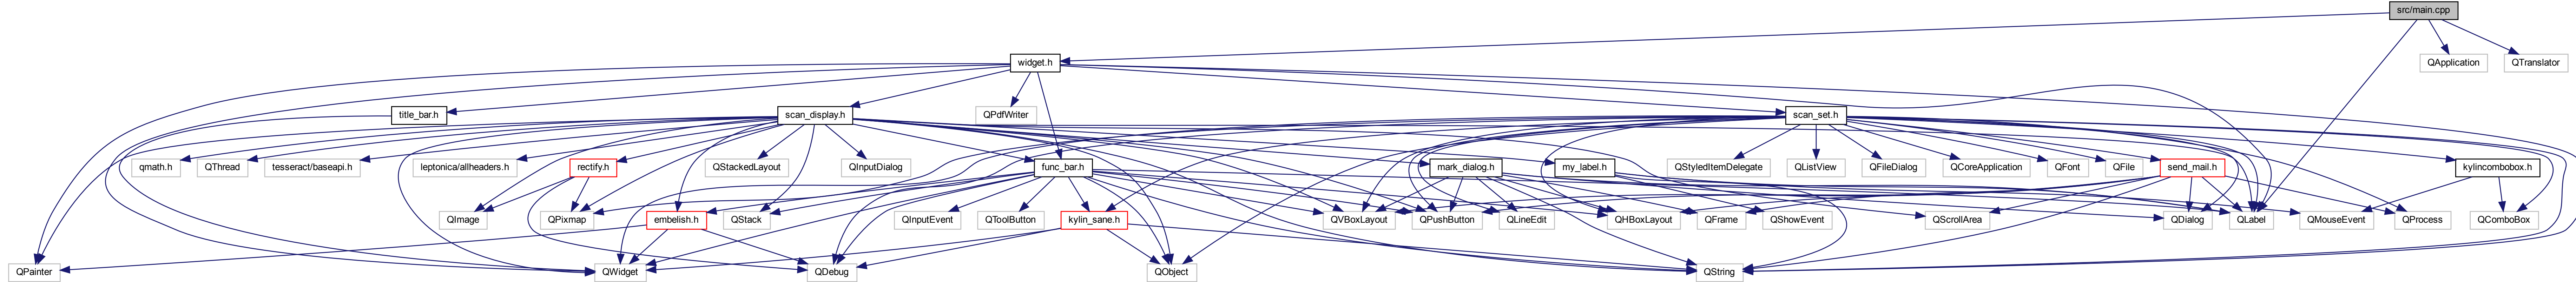 src/main.cpp
widget.h
QApplication
QTranslator
title_bar.h
scan_display.h
QPdfWriter
scan_set.h
qmath.h
QThread
tesseract/baseapi.h
leptonica/allheaders.h
rectify.h
QStackedLayout
QInputDialog
func_bar.h
mark_dialog.h
my_label.h
QStyledItemDelegate
QListView
QFileDialog
QCoreApplication
QFont
QFile
send_mail.h
kylincombobox.h
QImage
QPixmap
embelish.h
QStack
QInputEvent
QToolButton
kylin_sane.h
QVBoxLayout
QPushButton
QLineEdit
QHBoxLayout
QFrame
QShowEvent
QScrollArea
QDialog
QLabel
QMouseEvent
QProcess
QComboBox
QPainter
QWidget
QDebug
QObject
QString